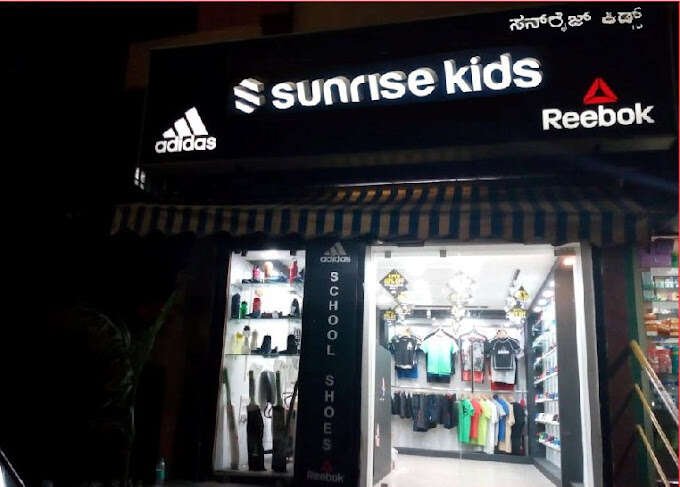 ಸನ್‌ರೈಜ್ ಕಿಡ್ಸ್
sunrise kids
adidas
Reebok
adidas
SCHOOL SHOES
Reebok